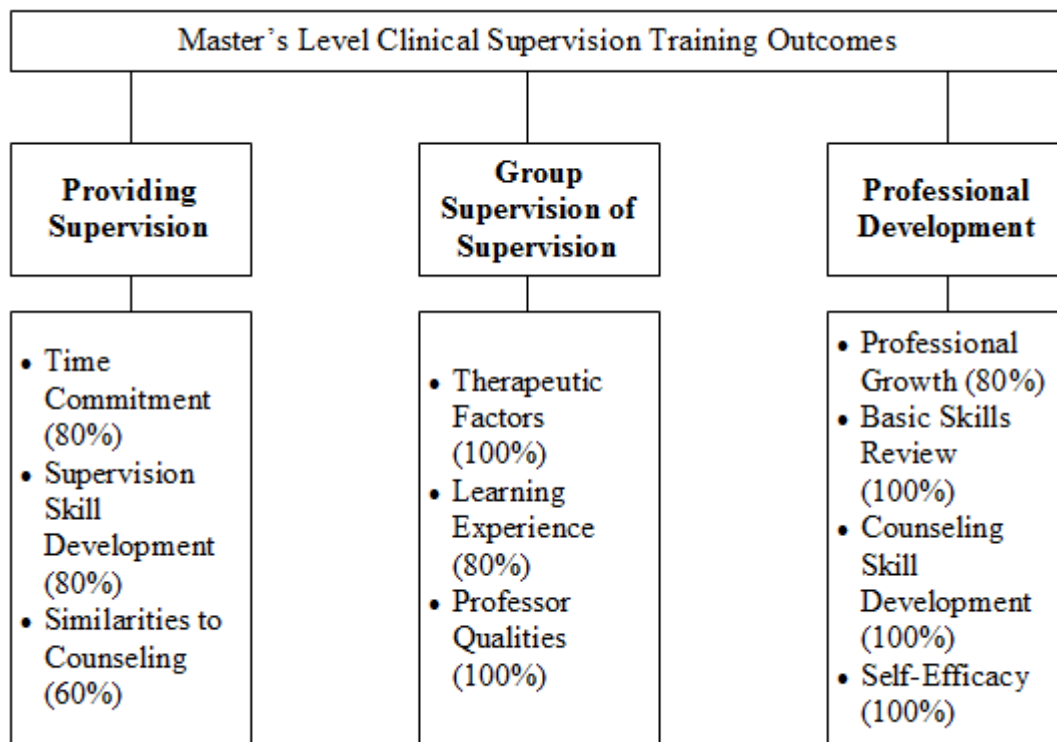 Master’s Level Clinical Supervision Training Outcomes
Providing
Supervision
Group
Supervision of
Supervision
Professional
Development
• Time
Commitment
(80%)
• Supervision
Skill
Development
(80%)
• Similarities to
Counseling
(60%)
• Therapeutic
Factors
(100%)
• Learning
Experience
(80%)
• Professor
Qualities
(100%)
• Professional
Growth (80%)
• Basic Skills
Review
(100%)
• Counseling
Skill
Development
(100%)
• Self-Efficacy
(100%)